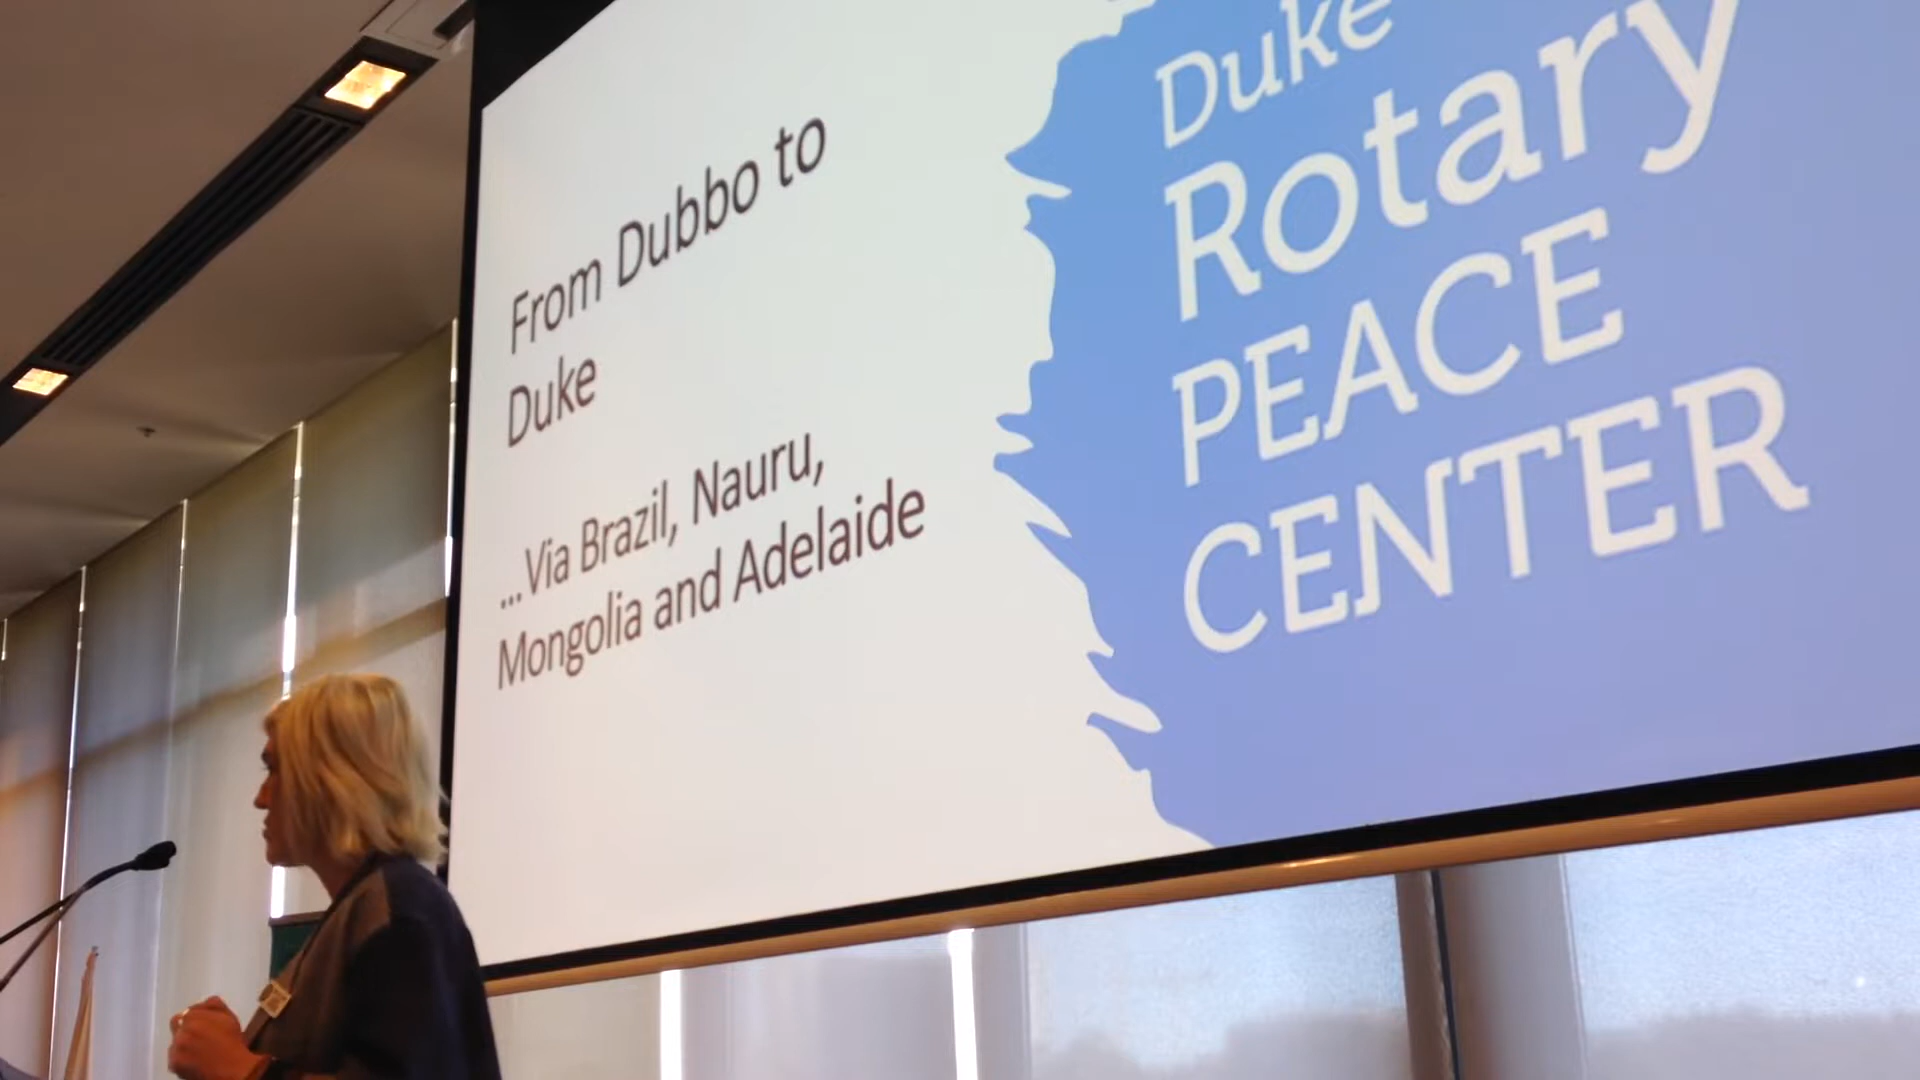 From Dubbo to
Duke
...Via Brazil, Nauru,
Mongolia and Adelaide
Duke
Rotary
PEACE
CENTER